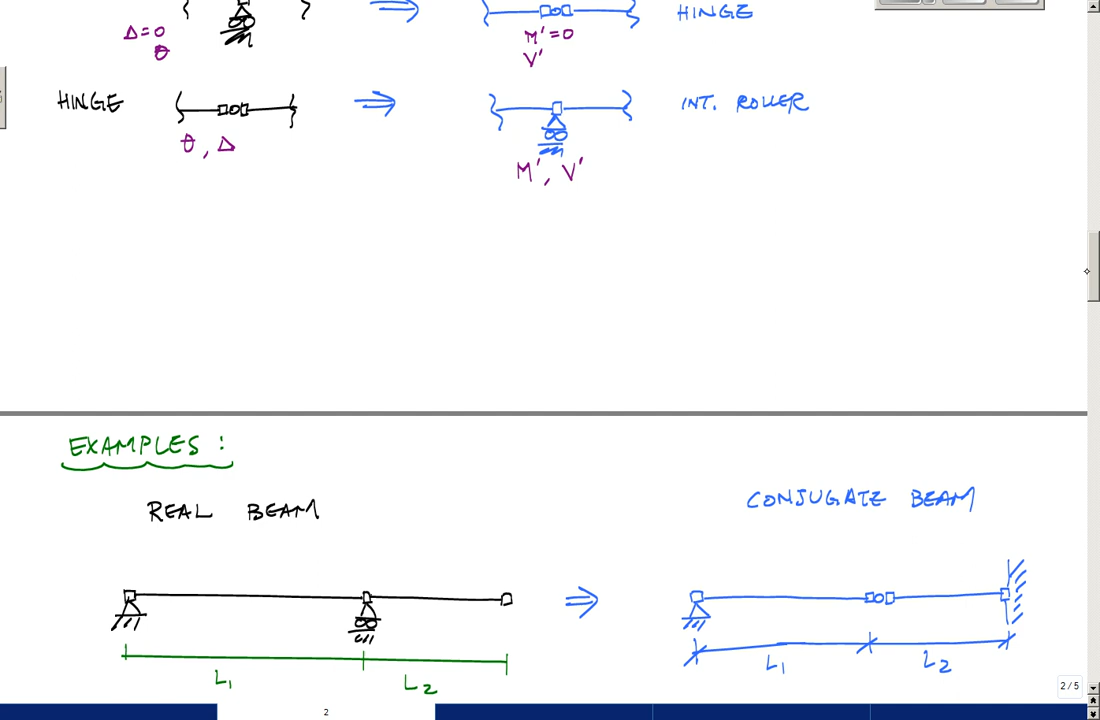 HINGE
Δ=0
θ
M'=0
V'
HINGE
INT. ROLLER
θ, Δ
M', V'
EXAMPLES:
REAL BEAM
CONJUGATE BEAM
L1
L2
L1
L2
2/5
2